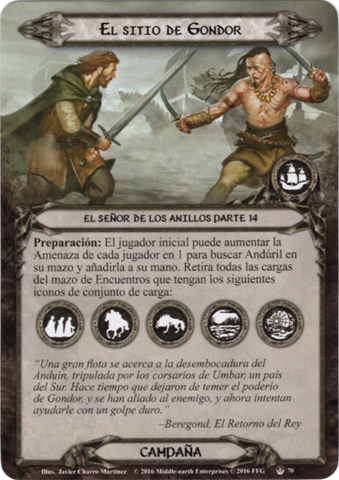 El sitio de Gondor
El Señor de los Anillos parte 14
Preparación: El jugador inicial puede aumentar la
Amenaza de cada jugador en 1 para buscar Andúril en
su mazo y añadirla a su mano. Retira todas las cargas
del mazo de Encuentros que tengan los siguientes
iconos de conjunto de carga:
“Una gran flota se acerca a la desembocadura del
Anduin, tripulada por los corsarios de Umbar, un país
del Sur. Hace tiempo que dejaron de temer el poderío
de Gondor, y se han aliado al enemigo, y ahora intentan
ayudarle con un golpe duro.”
–Beregond, El Retorno del Rey
Campaña
Illus. Javier Charro Martínez © 2016 Middle-earth Enterprises © 2016 FFG 70